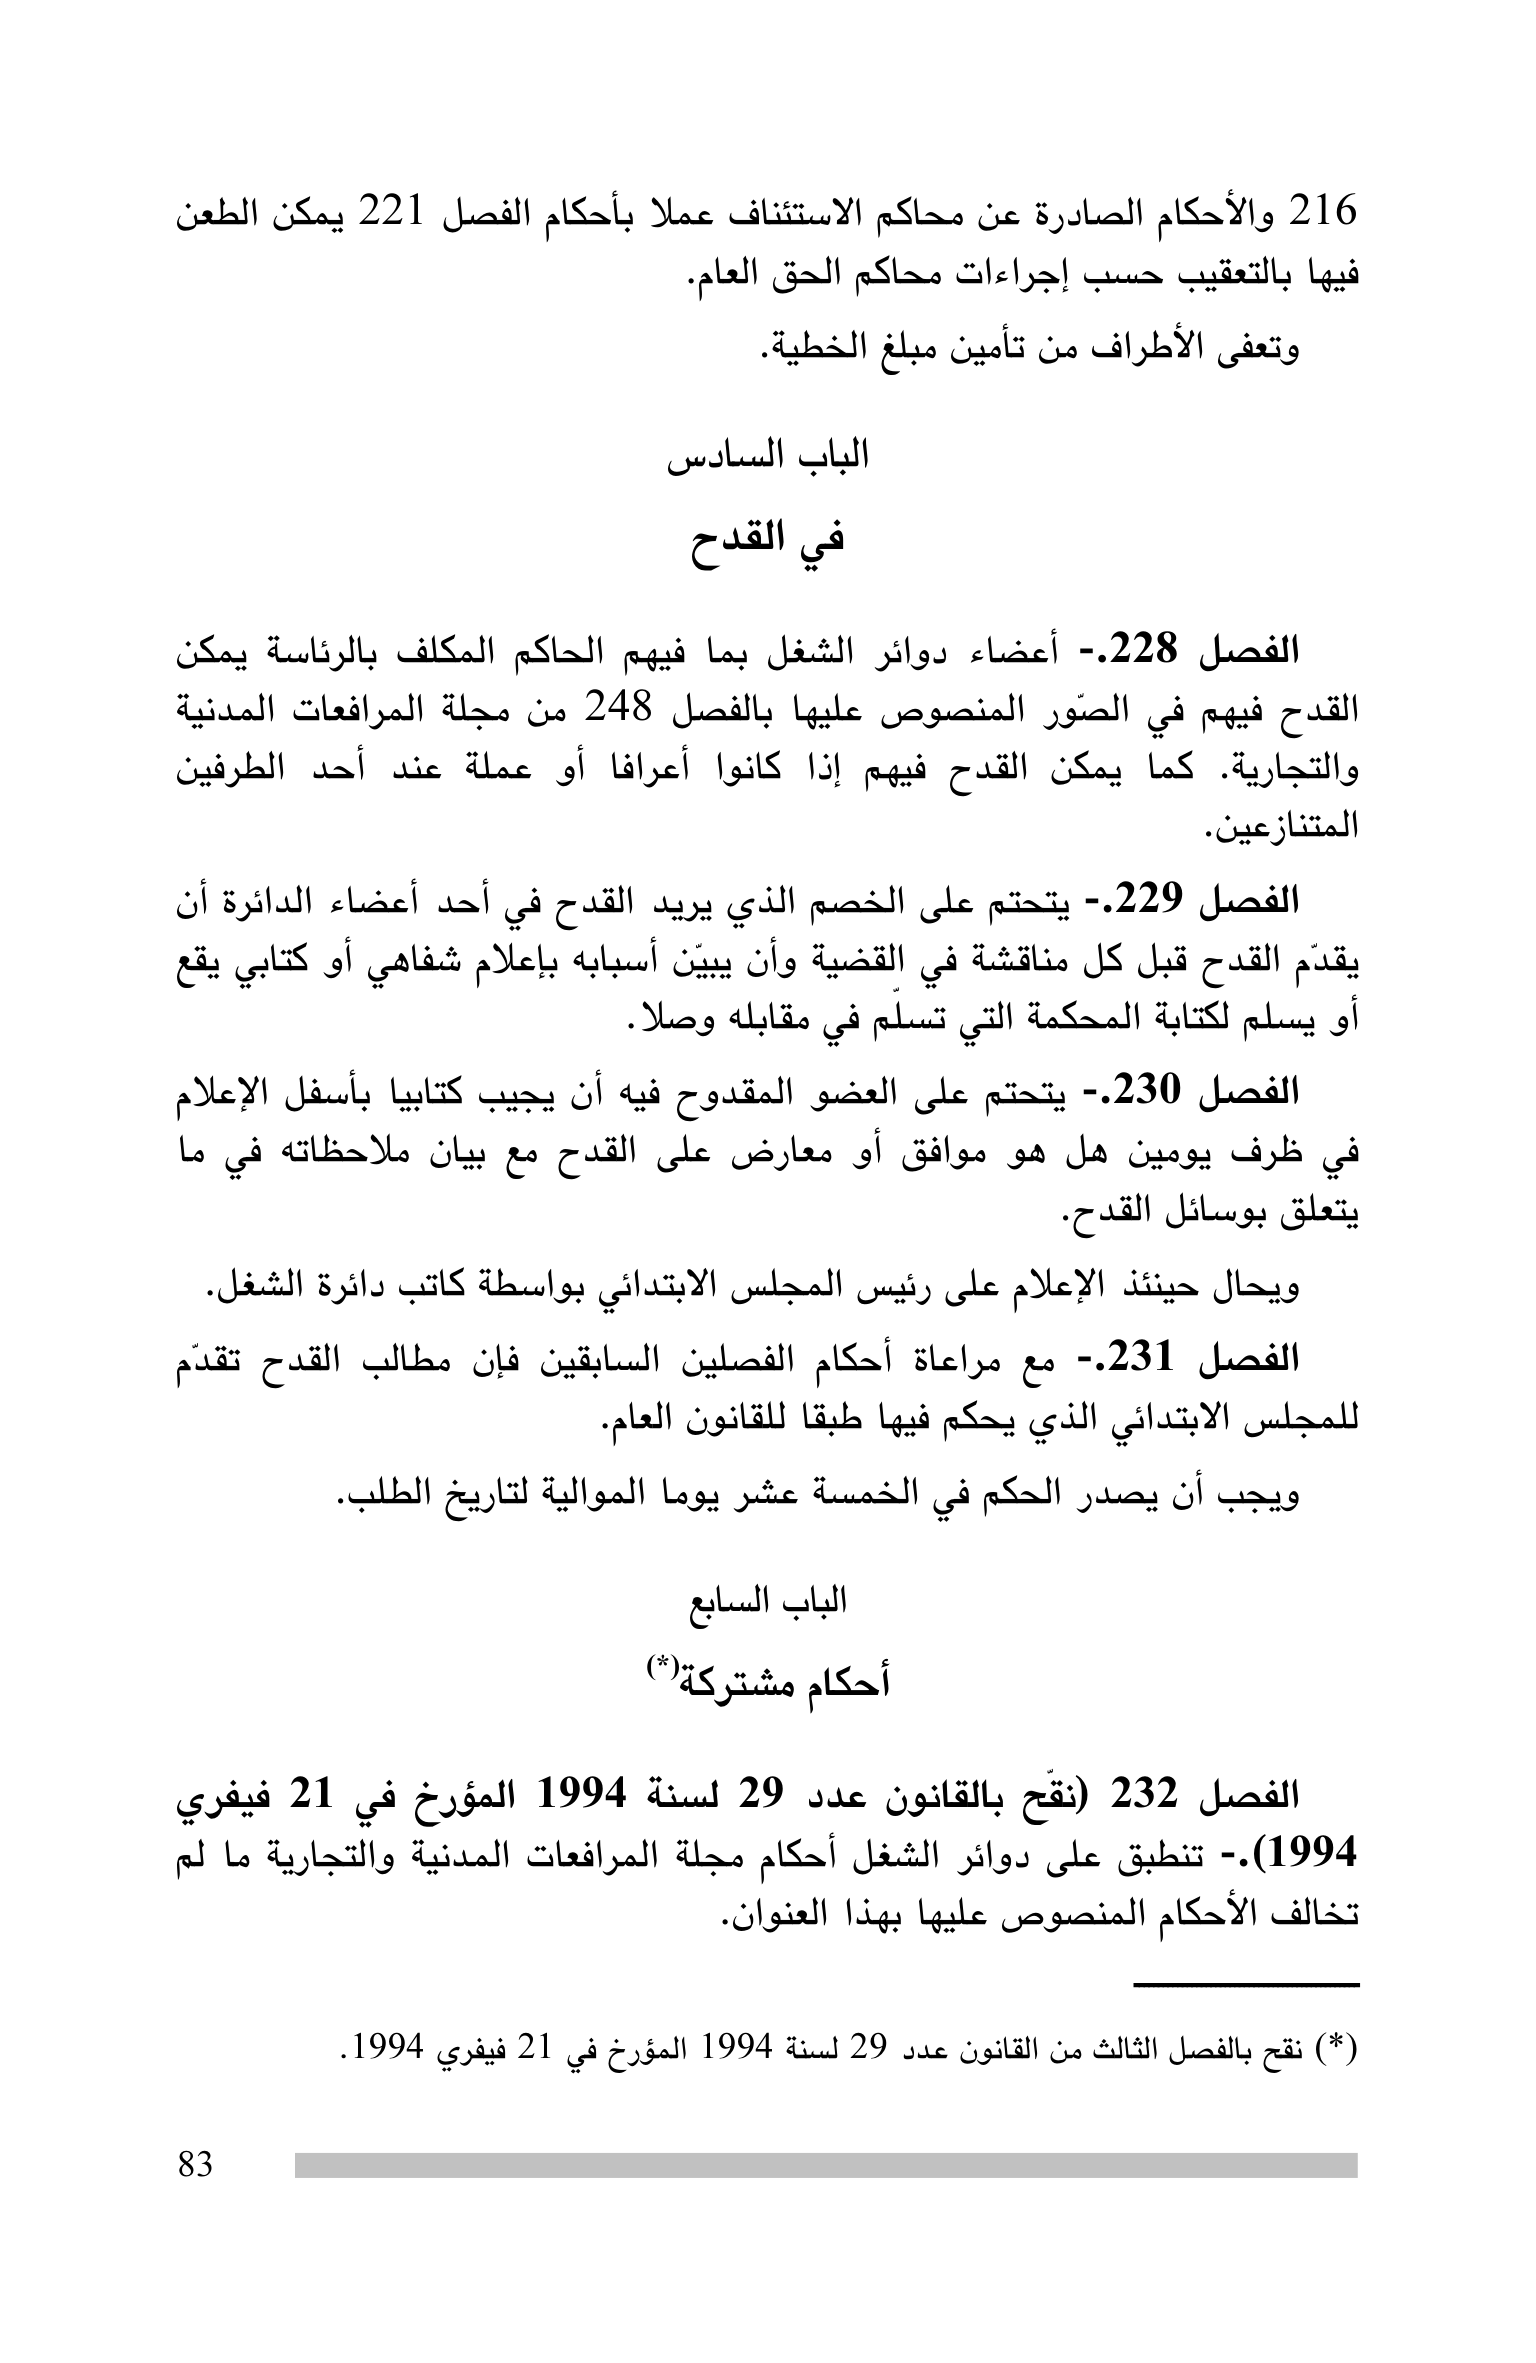 216 والأحكام الصادرة عن محاكم الاستئناف عملا بأحكام الفصل 221 يمكن الطعن
فيها بالتعقيب حسب إجراءات محاكم الحق العام.
وتعفى الأطراف من تأمين مبلغ الخطية.
الباب السادس
في القدح
الفصل 228.- أعضاء دوائر الشغل بما فيهم الحاكم المكلف بالرئاسة يمكن
القدح فيهم في الصّور المنصوص عليها بالفصل 248 من مجلة المرافعات المدنية
والتجارية. كما يمكن القدح فيهم إذا كانوا أعرافا أو عملة عند أحد الطرفين
المتنازعين.
الفصل 229.- يتحتم على الخصم الذي يريد القدح في أحد أعضاء الدائرة أن
يقدّم القدح قبل كل مناقشة في القضية وأن يبيّن أسبابه بإعلام شفاهي أو كتابي يقع
أو يسلم لكتابة المحكمة التي تسلّم في مقابله وصلا.
الفصل 230.- يتحتم على العضو المقدوح فيه أن يجيب كتابيا بأسفل الإعلام
في ظرف يومين هل هو موافق أو معارض على القدح مع بيان ملاحظاته في ما
يتعلق بوسائل القدح.
ويحال حينئذ الإعلام على رئيس المجلس الابتدائي بواسطة كاتب دائرة الشغل.
الفصل 231.- مع مراعاة أحكام الفصلين السابقين فإن مطالب القدح تقدّم
للمجلس الابتدائي الذي يحكم فيها طبقا للقانون العام.
ويجب أن يصدر الحكم في الخمسة عشر يوما الموالية لتاريخ الطلب.
الباب السابع
أحكام مشتركة(*)
الفصل 232 (نقّح بالقانون عدد 29 لسنة 1994 المؤرخ في 21 فيفري
1994).- تنطبق على دوائر الشغل أحكام مجلة المرافعات المدنية والتجارية ما لم
تخالف الأحكام المنصوص عليها بهذا العنوان.
(*) نقح بالفصل الثالث من القانون عدد 29 لسنة 1994 المؤرخ في 21 فيفري 1994.
83